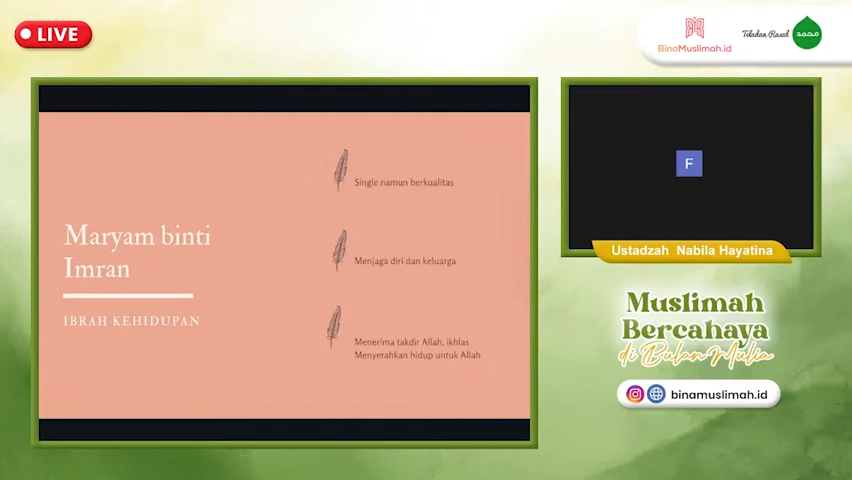 LIVE
BinaMuslimah.id
Teladan Rasul
محمد
Maryam binti
Imran
IBRAH KEHIDUPAN
Single namun berkualitas
Menjaga diri dan keluarga
Menerima takdir Allah, ikhlas
Menyerahkan hidup untuk Allah
F
Ustadzah Nabila Hayatina
Muslimah
Bercahaya
di Bulan Mulia
binamuslimah.id